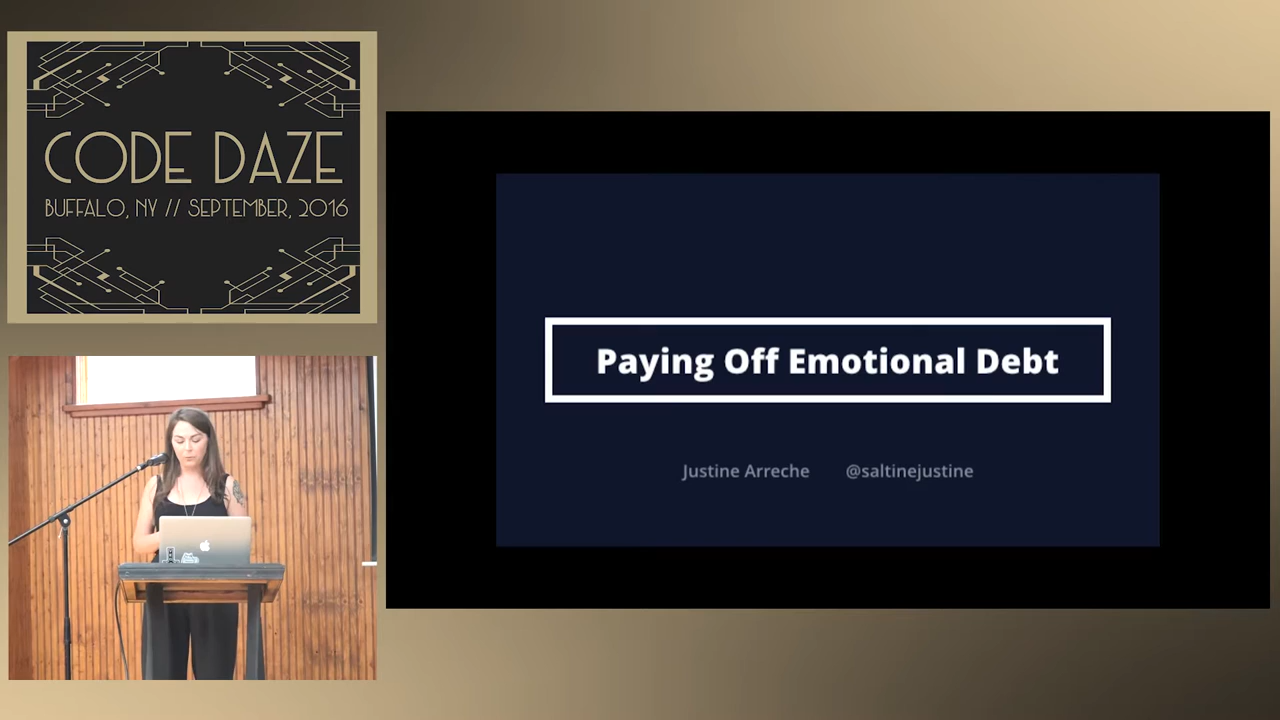 CODE DAZE
BUFFALO, NY // SEPTEMBER, 2016
Paying Off Emotional Debt
Justine Arreche @saltinejustine